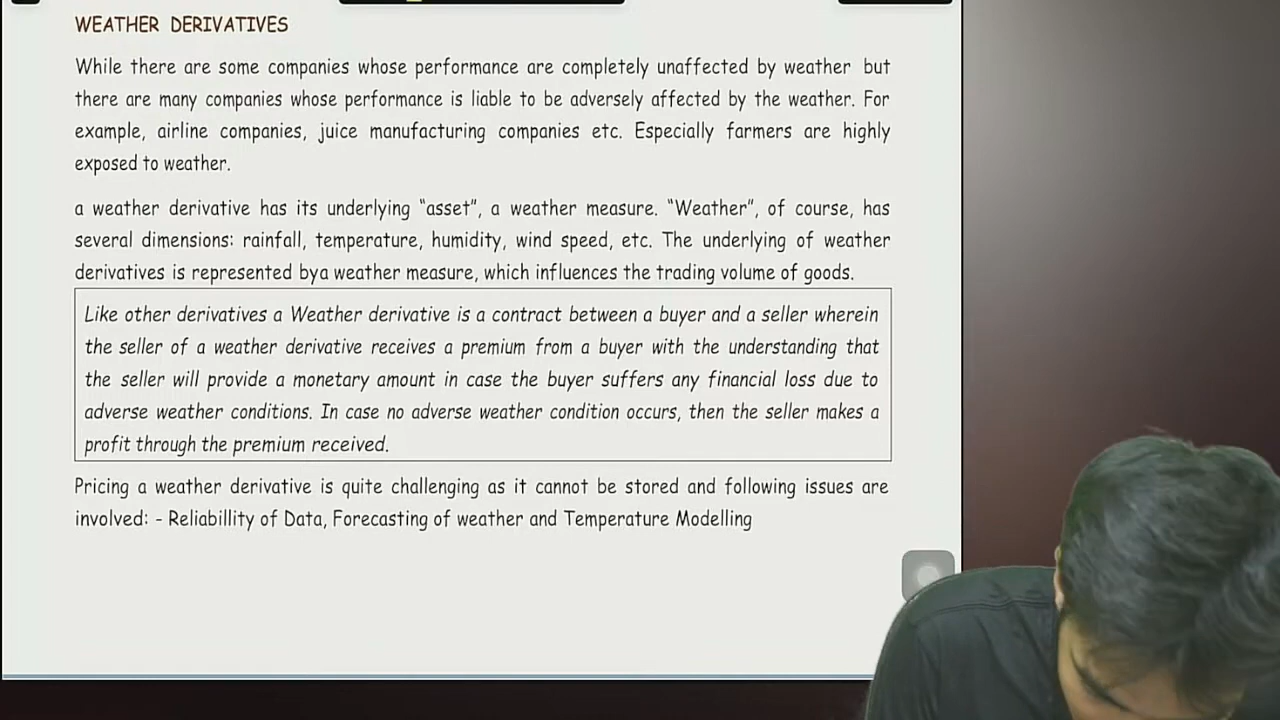 WEATHER DERIVATIVES
While there are some companies whose performance are completely unaffected by weather but
there are many companies whose performance is liable to be adversely affected by the weather. For
example, airline companies, juice manufacturing companies etc. Especially farmers are highly
exposed to weather.
a weather derivative has its underlying “asset”, a weather measure. “Weather”, of course, has
several dimensions: rainfall, temperature, humidity, wind speed, etc. The underlying of weather
derivatives is represented bya weather measure, which influences the trading volume of goods.
Like other derivatives a Weather derivative is a contract between a buyer and a seller wherein
the seller of a weather derivative receives a premium from a buyer with the understanding that
the seller will provide a monetary amount in case the buyer suffers any financial loss due to
adverse weather conditions. In case no adverse weather condition occurs, then the seller makes a
profit through the premium received.
Pricing a weather derivative is quite challenging as it cannot be stored and following issues are
involved: - Reliabillity of Data, Forecasting of weather and Temperature Modelling